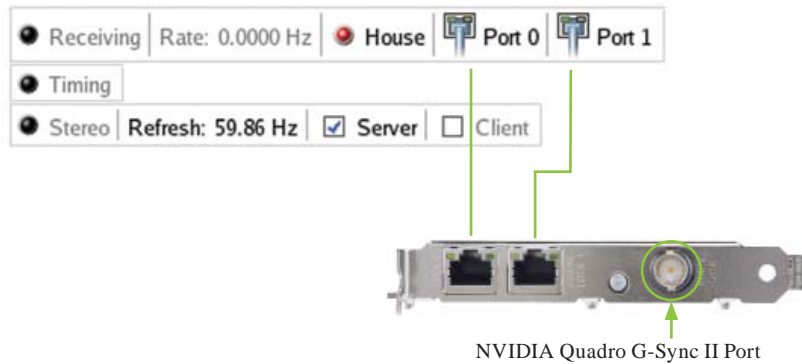 Receiving Rate: 0.0000 Hz House Port 0 Port 1
Timing
Stereo Refresh: 59.86 Hz Server Client
NVIDIA Quadro G-Sync II Port